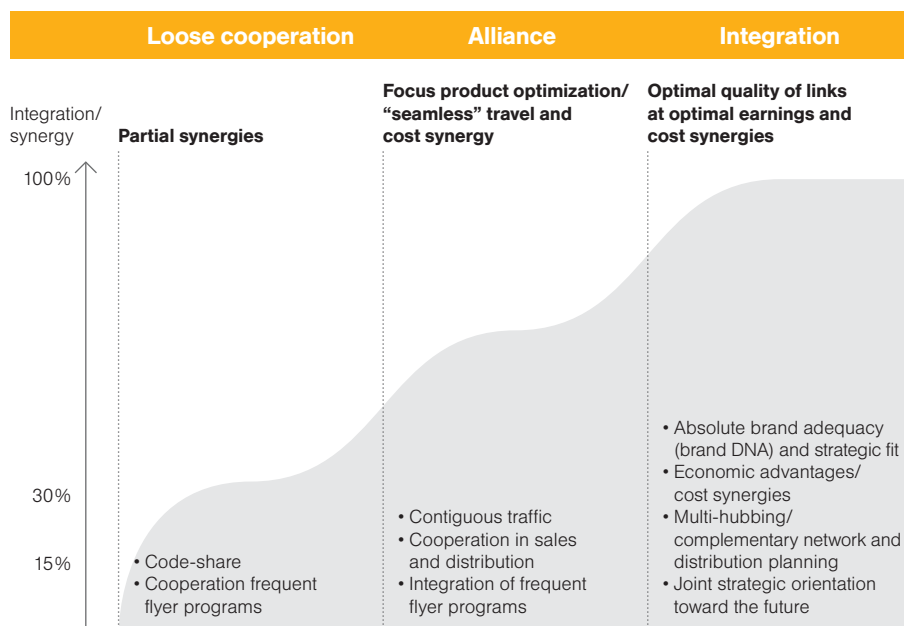 Loose cooperation
Alliance
Integration
Integration/
synergy
Partial synergies
Focus product optimization/
“seamless” travel and
cost synergy
Optimal quality of links
at optimal earnings and
cost synergies
100%
30%
15%
• Code-share
• Cooperation frequent
flyer programs
• Contiguous traffic
• Cooperation in sales
and distribution
• Integration of frequent
flyer programs
• Absolute brand adequacy
(brand DNA) and strategic fit
• Economic advantages/
cost synergies
• Multi-hubbing/
complementary network and
distribution planning
• Joint strategic orientation
toward the future